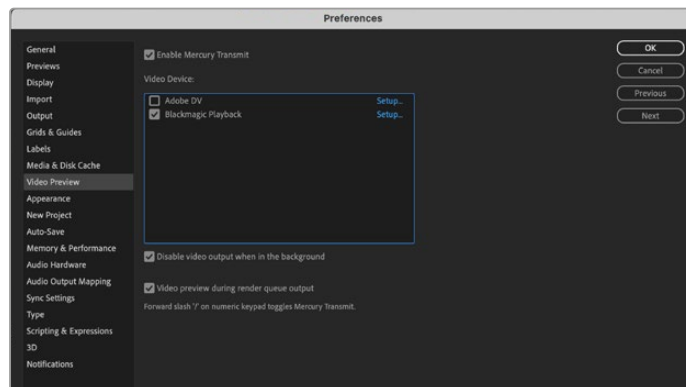 Preferences
General
Previews
Display
Import
Output
Grids & Guides
Labels
Media & Disk Cache
Video Preview
Appearance
New Project
Auto-Save
Memory & Performance
Audio Hardware
Audio Output Mapping
Sync Settings
Type
Scripting & Expressions
3D
Notifications
Enable Mercury Transmit
Video Device:
Adobe DV Setup...
Blackmagic Playback Setup...
Disable video output when in the background
Video preview during render queue output
Forward slash '/' on numeric keypad toggles Mercury Transmit.
OK
Cancel
Previous
Next